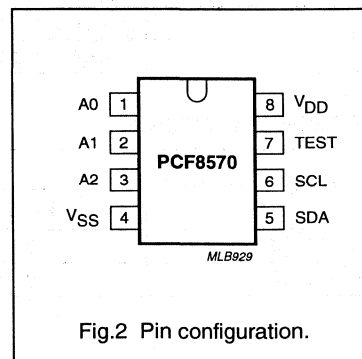 A0 1 8 VDD
A1 2 7 TEST
PCF8570
A2 3 6 SCL
VSS 4 5 SDA
MLB929
Fig.2 Pin configuration.